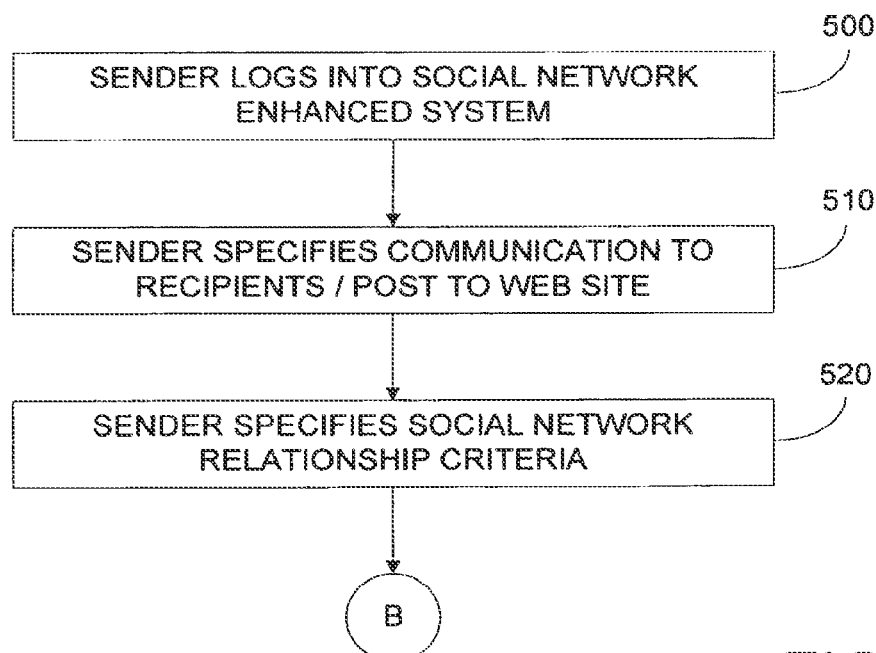 500
SENDER LOGS INTO SOCIAL NETWORK
ENHANCED SYSTEM
510
SENDER SPECIFIES COMMUNICATION TO
RECIPIENTS / POST TO WEB SITE
520
SENDER SPECIFIES SOCIAL NETWORK
RELATIONSHIP CRITERIA
B